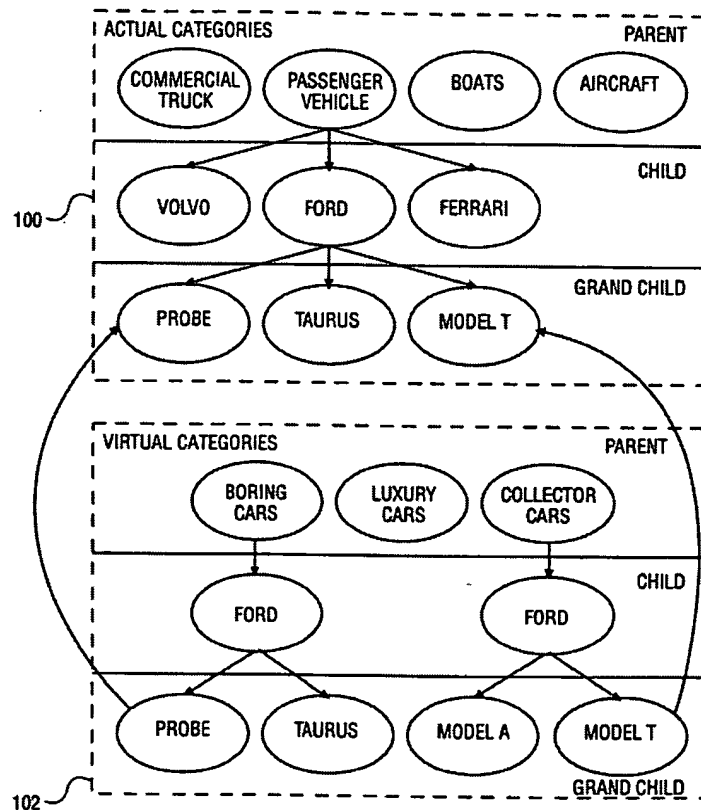 ACTUAL CATEGORIES
PARENT
COMMERCIAL
TRUCK
PASSENGER
VEHICLE
BOATS
AIRCRAFT
CHILD
VOLVO
FORD
FERRARI
100
GRAND CHILD
PROBE
TAURUS
MODEL T
VIRTUAL CATEGORIES
PARENT
BORING
CARS
LUXURY
CARS
COLLECTOR
CARS
CHILD
FORD
FORD
PROBE
TAURUS
MODEL A
MODEL T
GRAND CHILD
102